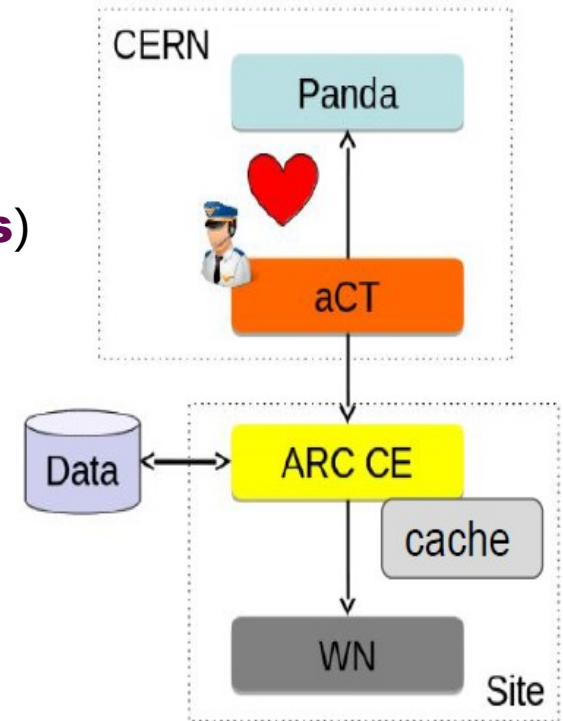 CERN
Panda
s)
aCT
Data
ARC CE
cache
WN
Site